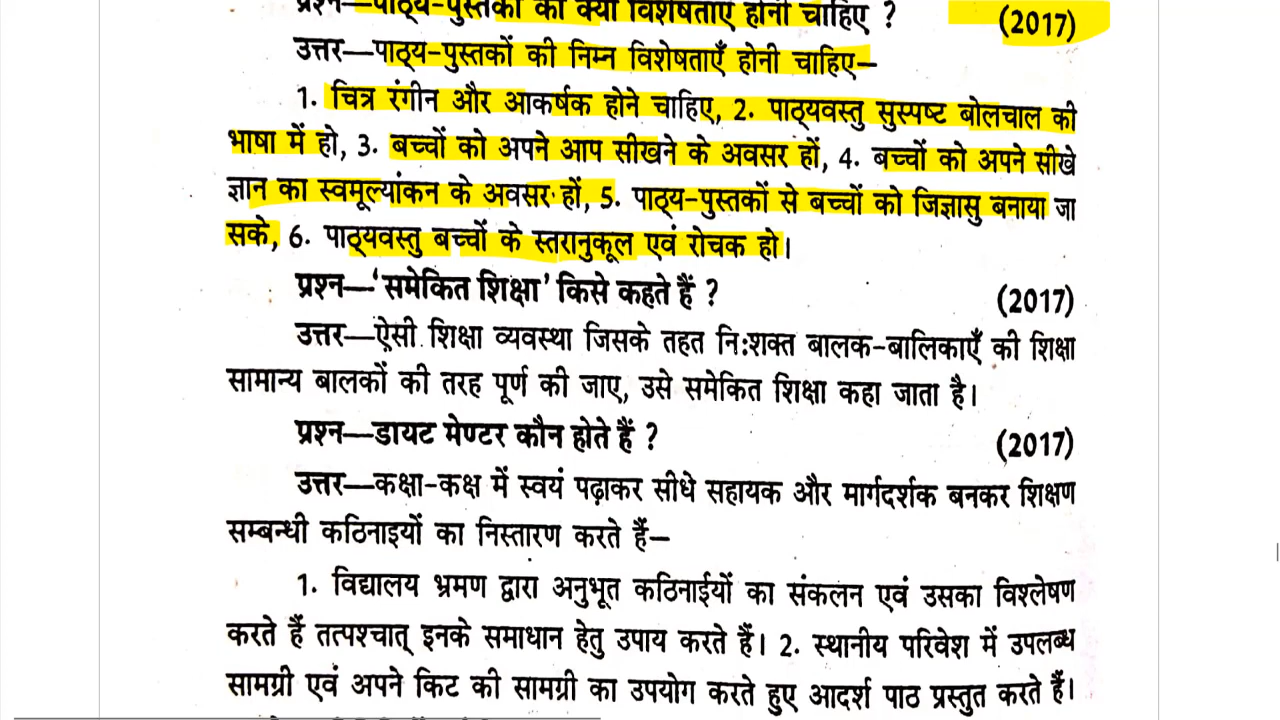 प्रश्न—पाठ्य-पुस्तकों की क्या विशेषताएँ होनी चाहिए ? (2017)
उत्तर—पाठ्य-पुस्तकों की निम्न विशेषताएँ होनी चाहिए—
1. चित्र रंगीन और आकर्षक होने चाहिए, 2. पाठ्यवस्तु सुस्पष्ट बोलचाल की
भाषा में हो, 3. बच्चों को अपने आप सीखने के अवसर हों, 4. बच्चों को अपने सीखे
ज्ञान का स्वमूल्यांकन के अवसर हों, 5. पाठ्य-पुस्तकों से बच्चों को जिज्ञासु बनाया जा
सके, 6. पाठ्यवस्तु बच्चों के स्तरानुकूल एवं रोचक हो।
प्रश्न—'समेकित शिक्षा' किसे कहते हैं ? (2017)
उत्तर—ऐसी शिक्षा व्यवस्था जिसके तहत नि:शक्त बालक-बालिकाएँ की शिक्षा
सामान्य बालकों की तरह पूर्ण की जाए, उसे समेकित शिक्षा कहा जाता है।
प्रश्न—डायट मेण्टर कौन होते हैं ? (2017)
उत्तर—कक्षा-कक्ष में स्वयं पढ़ाकर सीधे सहायक और मार्गदर्शक बनकर शिक्षण
सम्बन्धी कठिनाइयों का निस्तारण करते हैं—
1. विद्यालय भ्रमण द्वारा अनुभूत कठिनाईयों का संकलन एवं उसका विश्लेषण
करते हैं तत्पश्चात् इनके समाधान हेतु उपाय करते हैं। 2. स्थानीय परिवेश में उपलब्ध
सामग्री एवं अपने किट की सामग्री का उपयोग करते हुए आदर्श पाठ प्रस्तुत करते हैं।